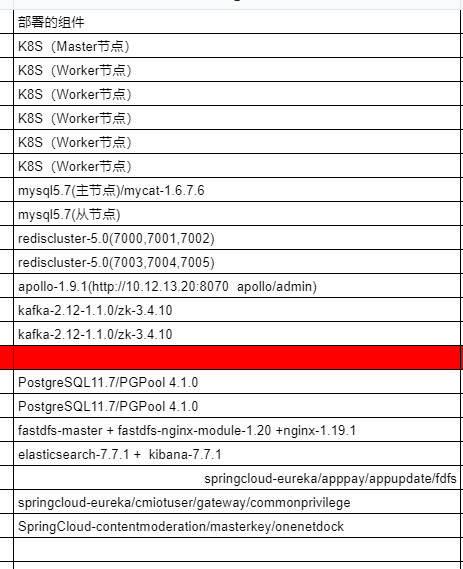 部署的组件
K8S（Master节点）
K8S（Worker节点）
K8S（Worker节点）
K8S（Worker节点）
K8S（Worker节点）
K8S（Worker节点）
mysql5.7(主节点)/mycat-1.6.7.6
mysql5.7(从节点)
rediscluster-5.0(7000,7001,7002)
rediscluster-5.0(7003,7004,7005)
apollo-1.9.1(http://10.12.13.20:8070  apollo/admin)
kafka-2.12-1.1.0/zk-3.4.10
kafka-2.12-1.1.0/zk-3.4.10
PostgreSQL11.7/PGPool 4.1.0
PostgreSQL11.7/PGPool 4.1.0
fastdfs-master + fastdfs-nginx-module-1.20 +nginx-1.19.1
elasticsearch-7.7.1 +  kibana-7.7.1
springcloud-eureka/apppay/appupdate/fdfs
springcloud-eureka/cmiotuser/gateway/commonprivilege
SpringCloud-contentmoderation/masterkey/onenetdock